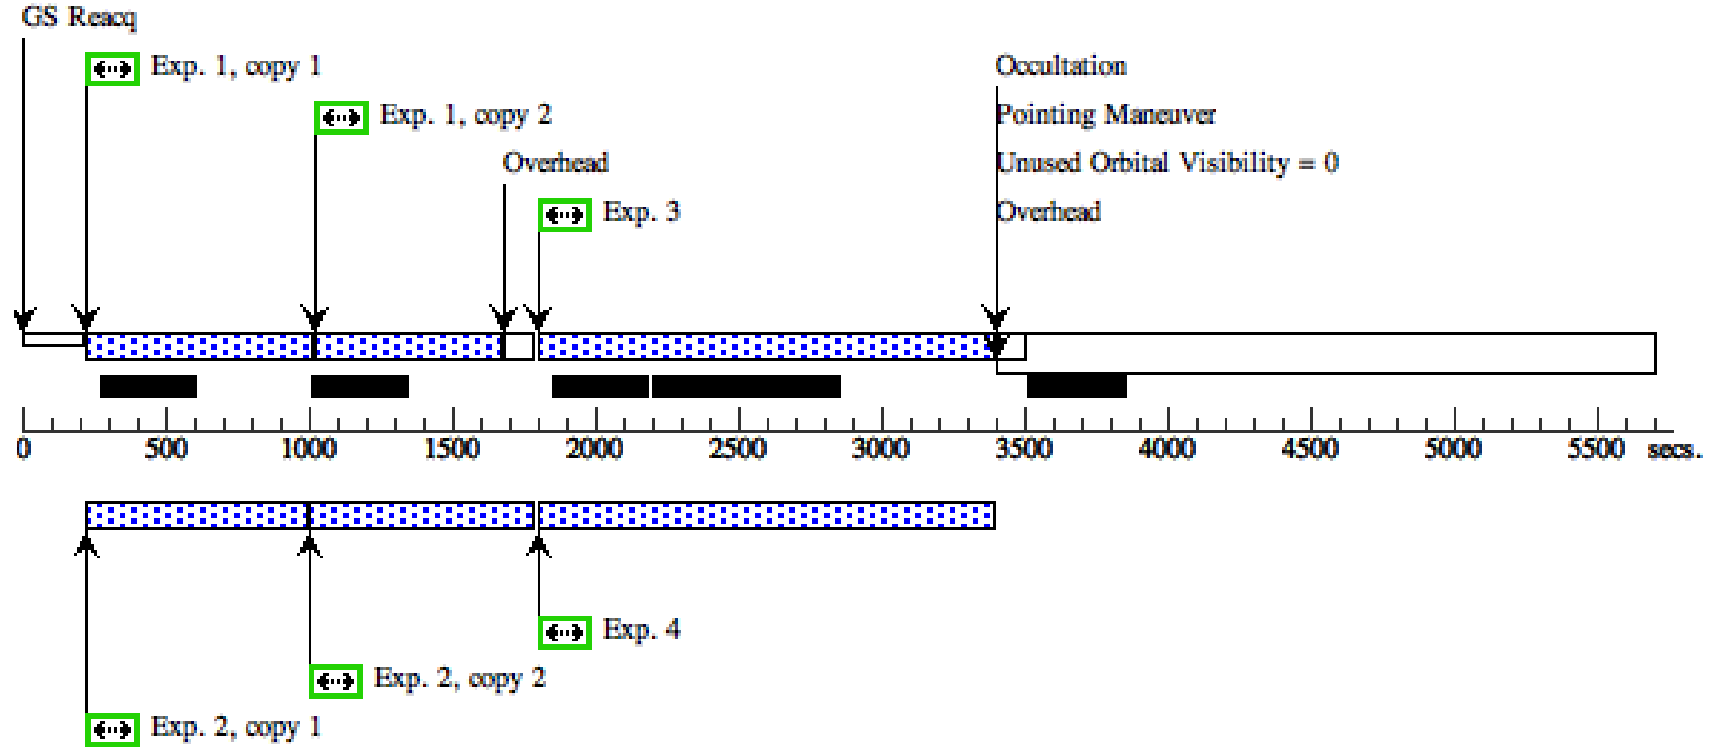 GS Reacq
Exp. 1, copy 1
Occultation
Exp. 1, copy 2
Pointing Maneuver
Overhead
Unused Orbital Visibility = 0
Exp. 3
Overhead
0 500 1000 1500 2000 2500 3000 3500 4000 4500 5000 5500 secs.
Exp. 4
Exp. 2, copy 2
Exp. 2, copy 1